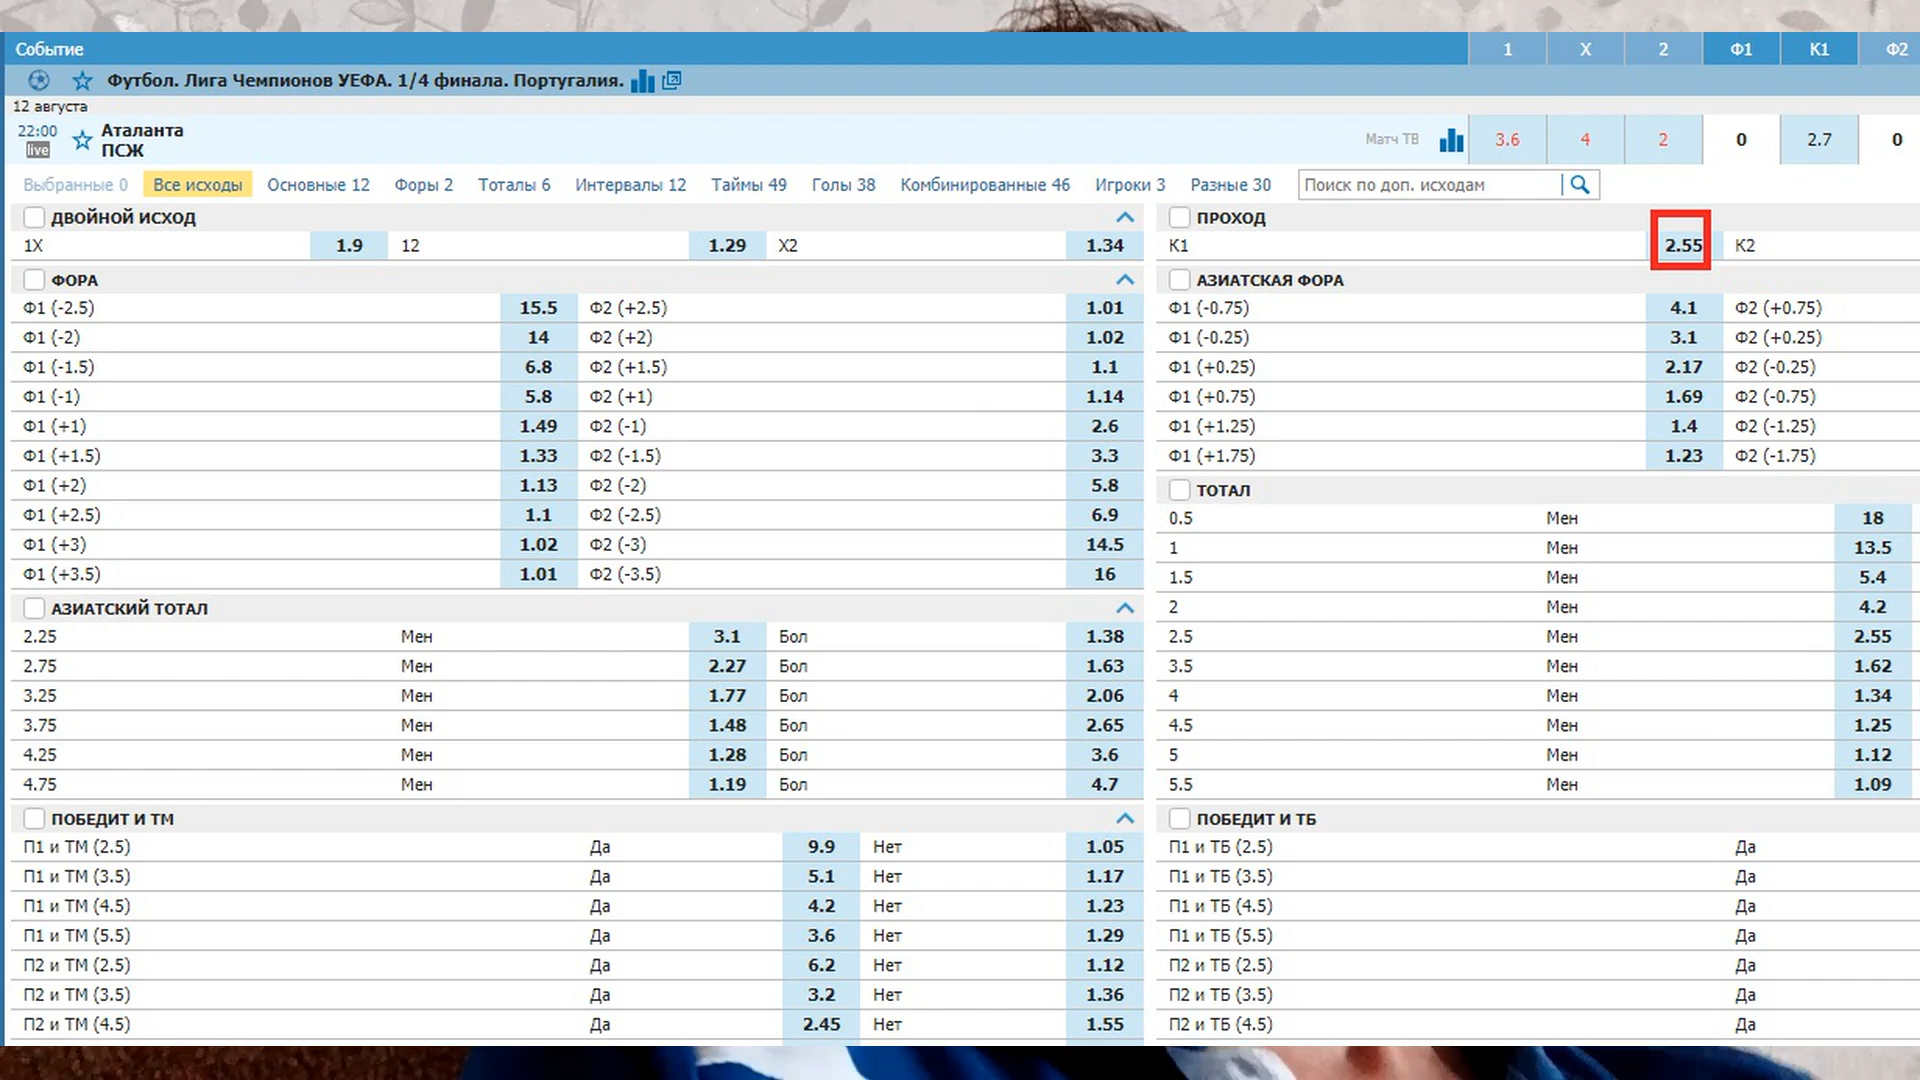 Событие 1 X 2 Ф1 К1 Ф2
Футбол. Лига Чемпионов УЕФА. 1/4 финала. Португалия.
12 августа
22:00 live Аталанта ПСЖ Матч ТВ 3.6 4 2 0 2.7 0
Выбранные 0 Все исходы Основные 12 Форы 2 Тоталы 6 Интервалы 12 Таймы 49 Голы 38 Комбинированные 46 Игроки 3 Разные 30 Поиск по доп. исходам
ДВОЙНОЙ ИСХОД
1X 1.9 12 1.29 X2 1.34
ФОРА
Ф1 (-2.5) 15.5 Ф2 (+2.5) 1.01
Ф1 (-2) 14 Ф2 (+2) 1.02
Ф1 (-1.5) 6.8 Ф2 (+1.5) 1.1
Ф1 (-1) 5.8 Ф2 (+1) 1.14
Ф1 (+1) 1.49 Ф2 (-1) 2.6
Ф1 (+1.5) 1.33 Ф2 (-1.5) 3.3
Ф1 (+2) 1.13 Ф2 (-2) 5.8
Ф1 (+2.5) 1.1 Ф2 (-2.5) 6.9
Ф1 (+3) 1.02 Ф2 (-3) 14.5
Ф1 (+3.5) 1.01 Ф2 (-3.5) 16
АЗИАТСКИЙ ТОТАЛ
2.25 Мен 3.1 Бол 1.38
2.75 Мен 2.27 Бол 1.63
3.25 Мен 1.77 Бол 2.06
3.75 Мен 1.48 Бол 2.65
4.25 Мен 1.28 Бол 3.6
4.75 Мен 1.19 Бол 4.7
ПОБЕДИТ И ТМ
П1 и ТМ (2.5) Да 9.9 Нет 1.05
П1 и ТМ (3.5) Да 5.1 Нет 1.17
П1 и ТМ (4.5) Да 4.2 Нет 1.23
П1 и ТМ (5.5) Да 3.6 Нет 1.29
П2 и ТМ (2.5) Да 6.2 Нет 1.12
П2 и ТМ (3.5) Да 3.2 Нет 1.36
П2 и ТМ (4.5) Да 2.45 Нет 1.55
ПРОХОД
К1 2.55 К2
АЗИАТСКАЯ ФОРА
Ф1 (-0.75) 4.1 Ф2 (+0.75)
Ф1 (-0.25) 3.1 Ф2 (+0.25)
Ф1 (+0.25) 2.17 Ф2 (-0.25)
Ф1 (+0.75) 1.69 Ф2 (-0.75)
Ф1 (+1.25) 1.4 Ф2 (-1.25)
Ф1 (+1.75) 1.23 Ф2 (-1.75)
ТОТАЛ
0.5 Мен 18
1 Мен 13.5
1.5 Мен 5.4
2 Мен 4.2
2.5 Мен 2.55
3.5 Мен 1.62
4 Мен 1.34
4.5 Мен 1.25
5 Мен 1.12
5.5 Мен 1.09
ПОБЕДИТ И ТБ
П1 и ТБ (2.5) Да
П1 и ТБ (3.5) Да
П1 и ТБ (4.5) Да
П1 и ТБ (5.5) Да
П2 и ТБ (2.5) Да
П2 и ТБ (3.5) Да
П2 и ТБ (4.5) Да